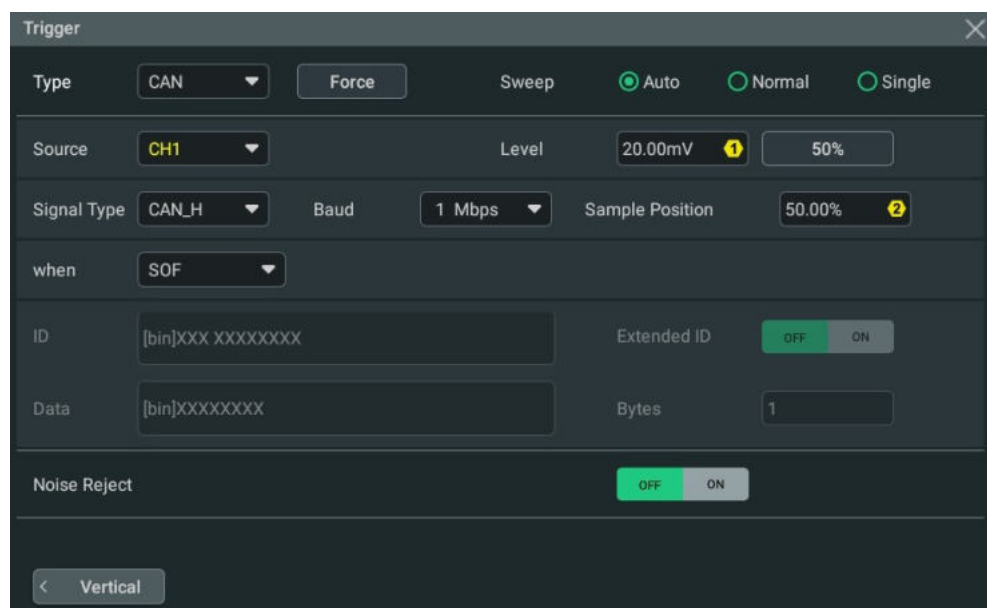 Trigger
Type CAN Force Sweep Auto Normal Single
Source CH1 Level 20.00mV 1 50%
Signal Type CAN_H Baud 1 Mbps Sample Position 50.00% 2
when SOF
ID [bin]XXX XXXXXXXX Extended ID OFF ON
Data [bin]XXXXXXXX Bytes 1
Noise Reject OFF ON
< Vertical